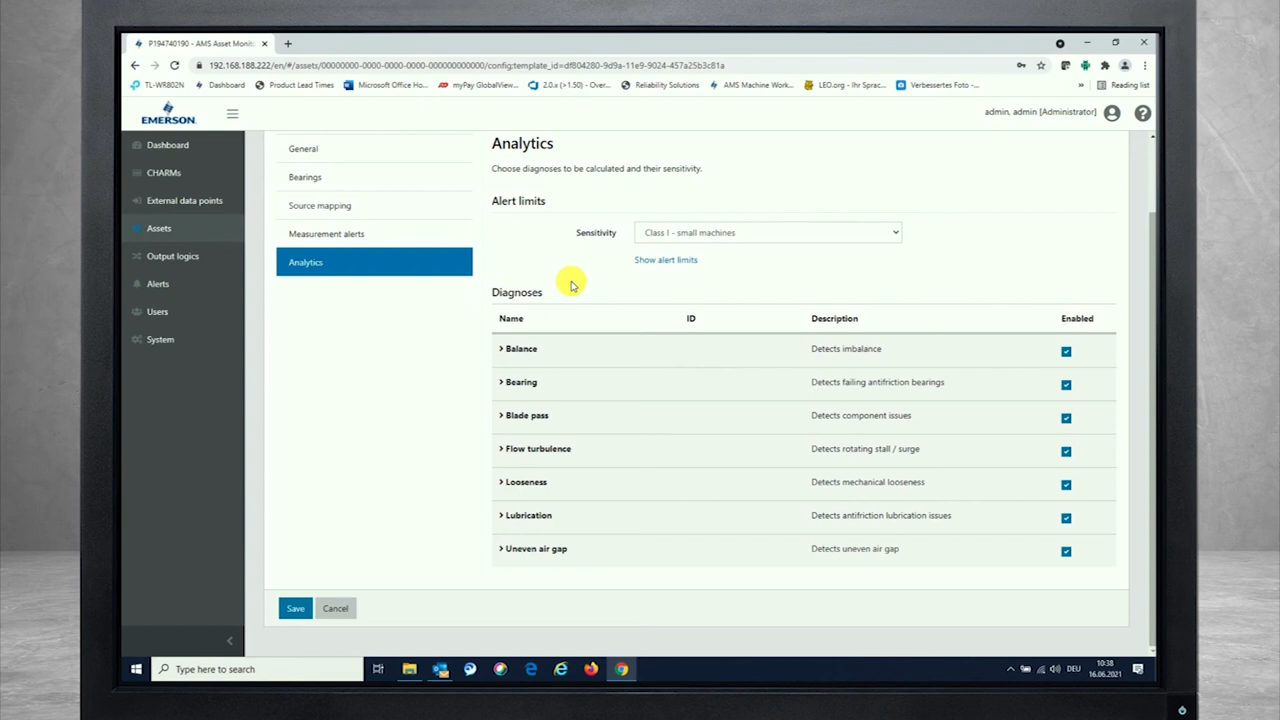 P194740190 - AMS Asset Monit
192.168.188.222/en/#/assets/00000000-0000-0000-0000-000000000000/config;template_id=df804280-9d9a-11e9-9024-457a25b3c81a
TL-WR802N Dashboard Product Lead Times Microsoft Office Ho... myPay GlobalView... 2.0.x (>1.50) - Over... Reliability Solutions AMS Machine Work... LEO.org - Ihr Sprac... Verbessertes Foto -... » Reading list
EMERSON
admin, admin [Administrator]
Dashboard
CHARMs
External data points
Assets
Output logics
Alerts
Users
System
General
Bearings
Source mapping
Measurement alerts
Analytics
Analytics
Choose diagnoses to be calculated and their sensitivity.
Alert limits
Sensitivity Class I - small machines
Show alert limits
Diagnoses
Name ID Description Enabled
Balance Detects imbalance
Bearing Detects failing antifriction bearings
Blade pass Detects component issues
Flow turbulence Detects rotating stall / surge
Looseness Detects mechanical looseness
Lubrication Detects antifriction lubrication issues
Uneven air gap Detects uneven air gap
Save Cancel
Type here to search
DEU
10:38
16.06.2021